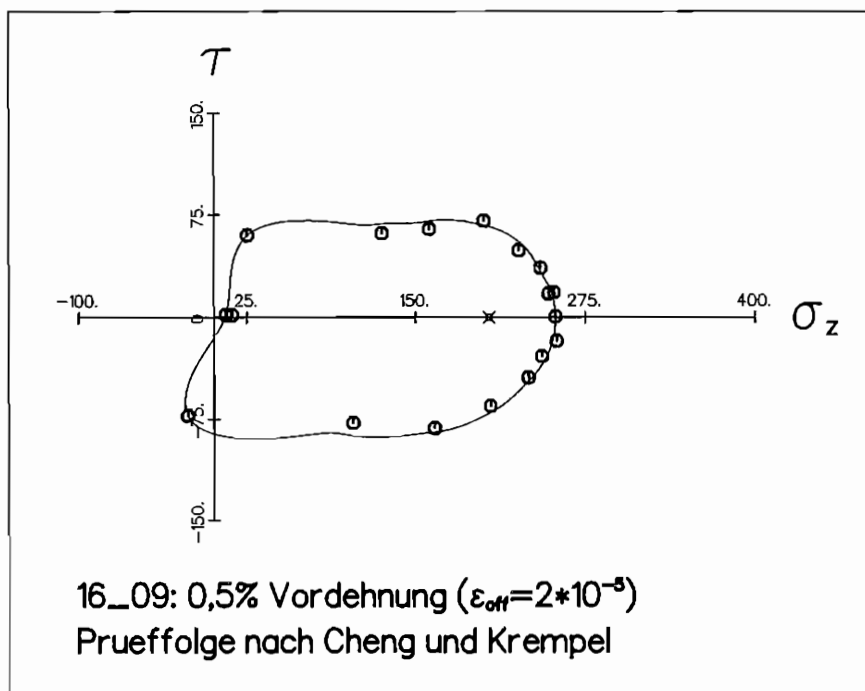 τ
150.
75.
-100.
0
25.
150.
275.
400.
σz
-75.
-150.
16_09: 0,5% Vordehnung (εoff=2*10⁻⁵)
Prueffolge nach Cheng und Krempel